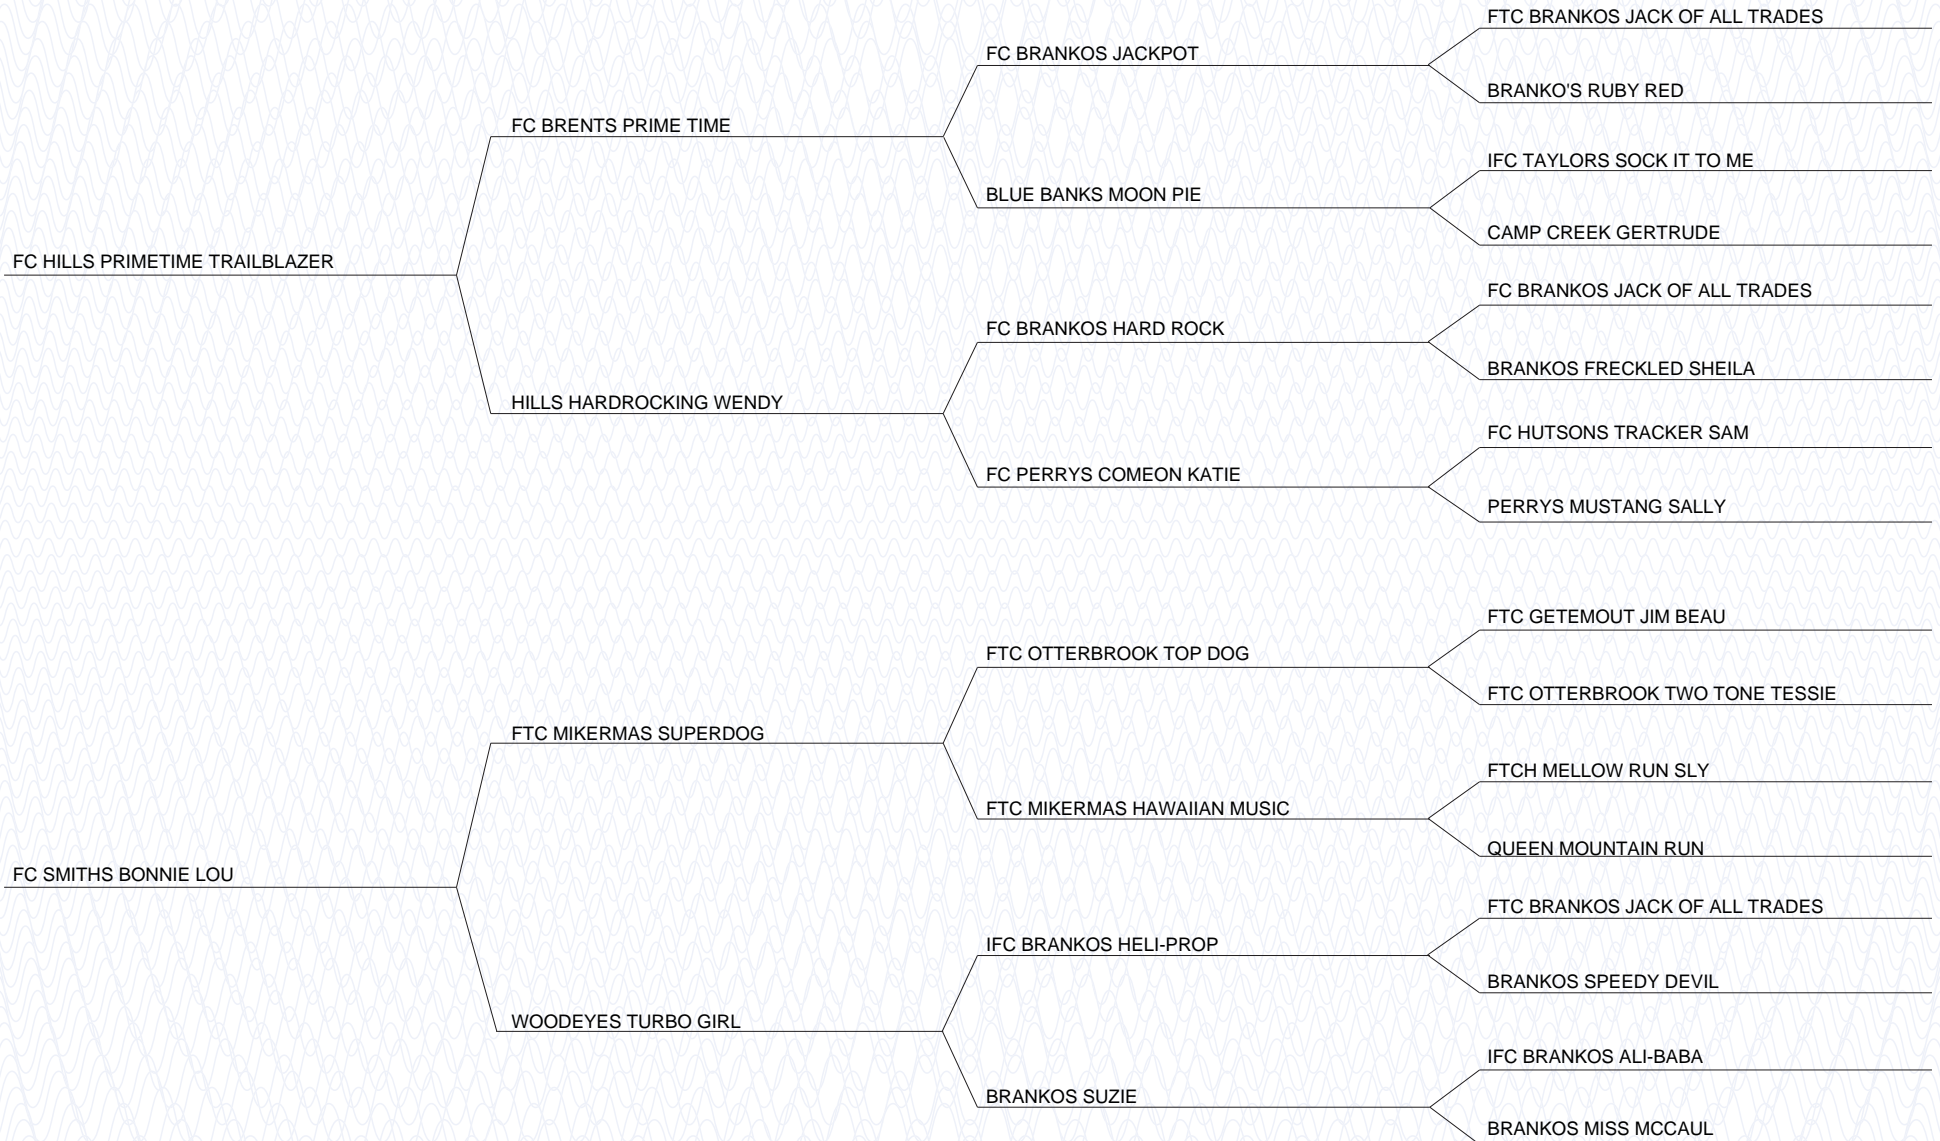 FTC BRANKOS JACK OF ALL TRADES
FC BRANKOS JACKPOT
BRANKO'S RUBY RED
FC BRENTS PRIME TIME
IFC TAYLORS SOCK IT TO ME
BLUE BANKS MOON PIE
CAMP CREEK GERTRUDE
FC HILLS PRIMETIME TRAILBLAZER
FC BRANKOS JACK OF ALL TRADES
FC BRANKOS HARD ROCK
BRANKOS FRECKLED SHEILA
HILLS HARDROCKING WENDY
FC HUTSONS TRACKER SAM
FC PERRYS COMEON KATIE
PERRYS MUSTANG SALLY
FTC GETEMOUT JIM BEAU
FTC OTTERBROOK TOP DOG
FTC OTTERBROOK TWO TONE TESSIE
FTC MIKERMAS SUPERDOG
FTCH MELLOW RUN SLY
FTC MIKERMAS HAWAIIAN MUSIC
QUEEN MOUNTAIN RUN
FC SMITHS BONNIE LOU
FTC BRANKOS JACK OF ALL TRADES
IFC BRANKOS HELI-PROP
BRANKOS SPEEDY DEVIL
WOODEYES TURBO GIRL
IFC BRANKOS ALI-BABA
BRANKOS SUZIE
BRANKOS MISS MCCAUL